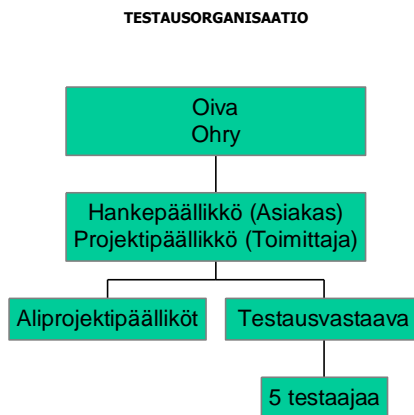 TESTAUSORGANISAATIO
Oiva
Ohry
Hankepäällikkö (Asiakas)
Projektipäällikkö (Toimittaja)
Aliprojektipäälliköt
Testausvastaava
5 testaajaa